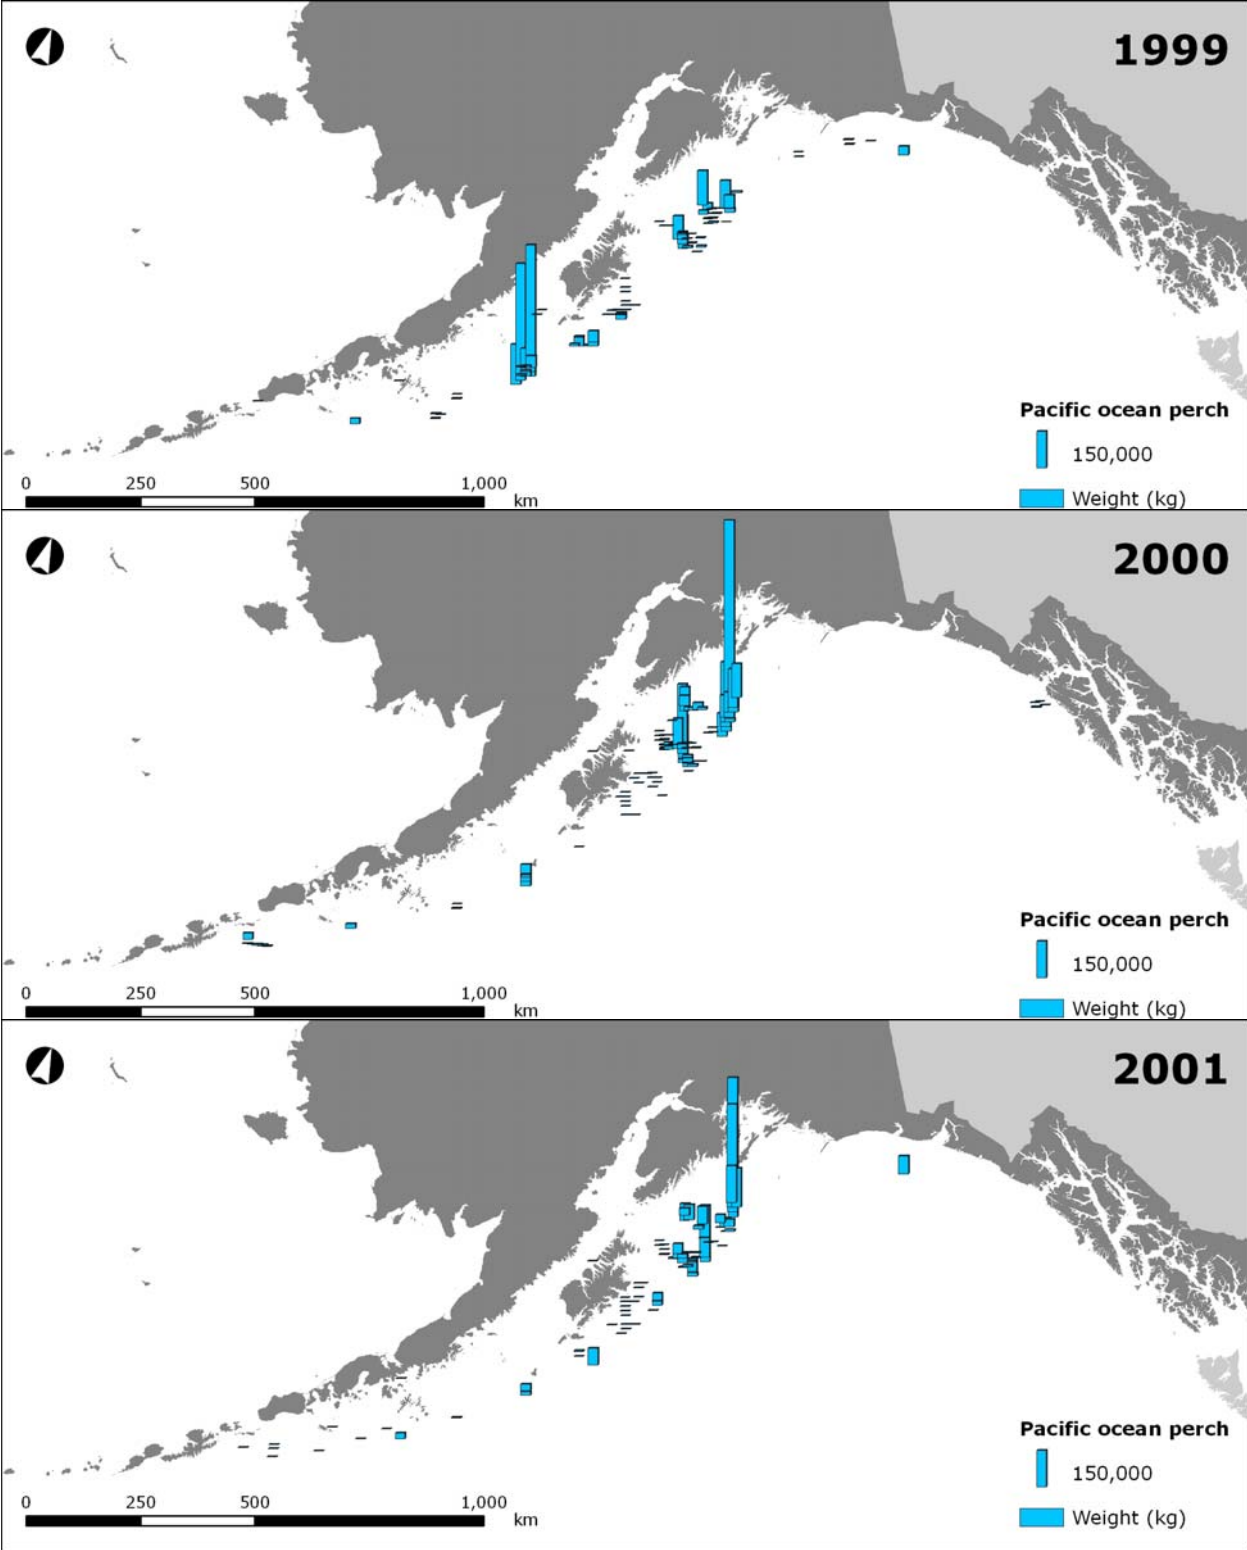 1999
Pacific ocean perch
150,000
0 250 500 1,000
km
Weight (kg)
2000
Pacific ocean perch
150,000
0 250 500 1,000
km
Weight (kg)
2001
Pacific ocean perch
150,000
0 250 500 1,000
km
Weight (kg)